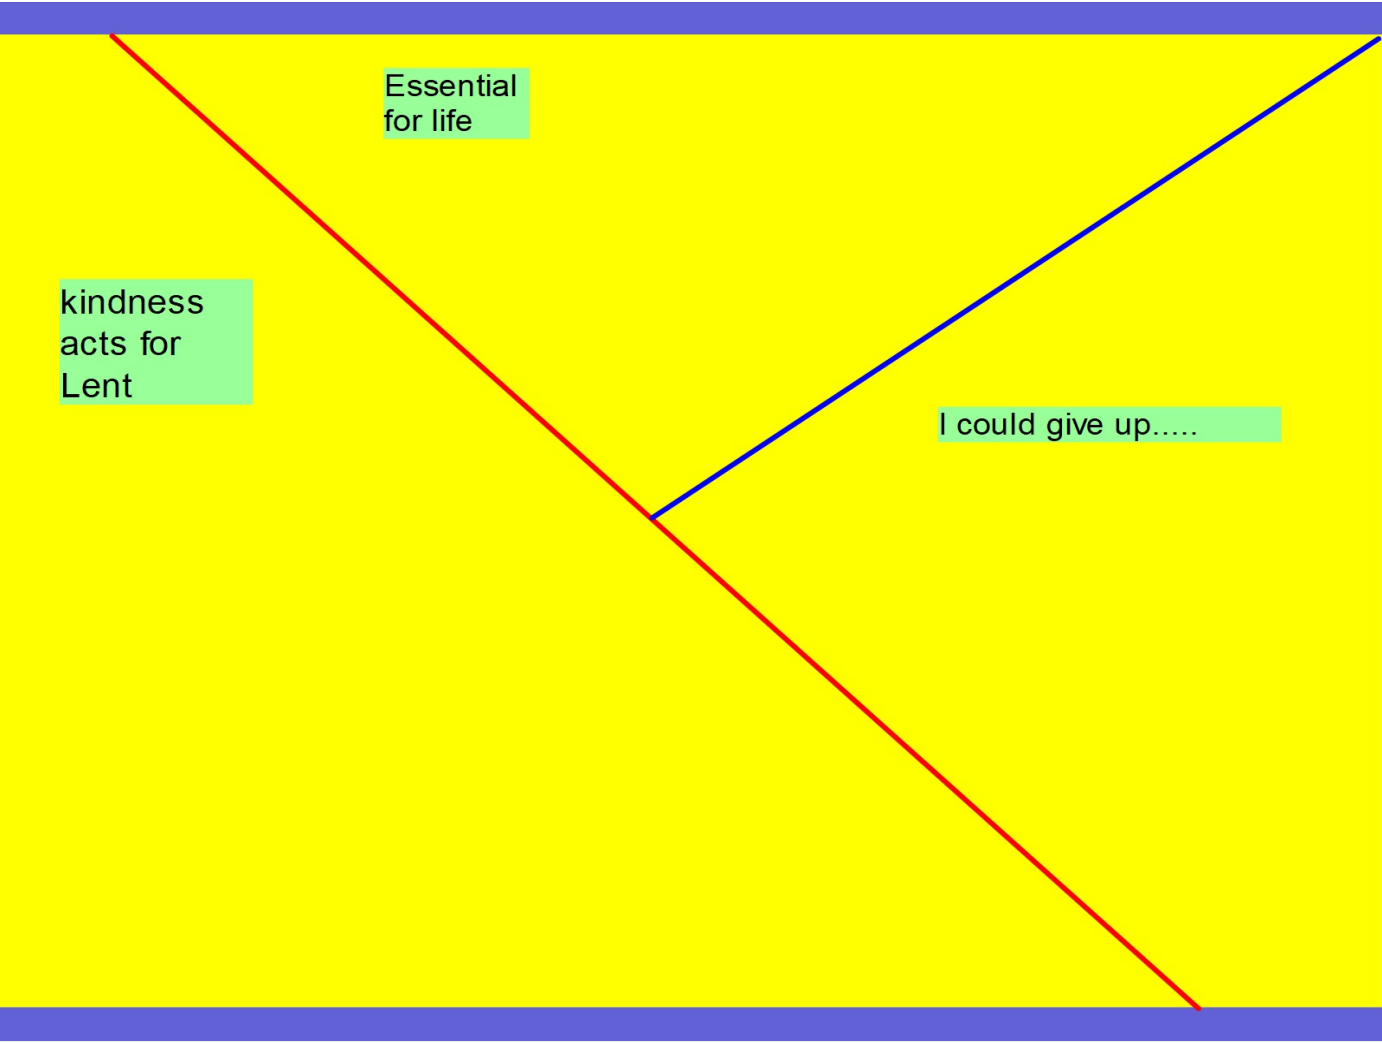 Essential
for life
kindness
acts for
Lent
I could give up.....